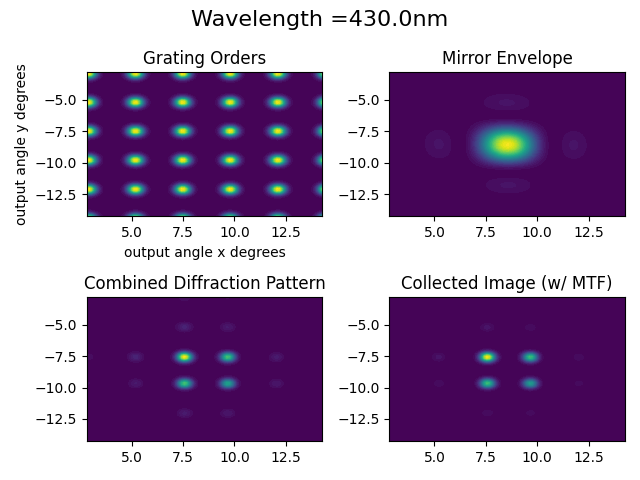 Wavelength =430.0nm
Grating Orders
Mirror Envelope
output angle y degrees
−5.0
−7.5
−10.0
−12.5
5.0 7.5 10.0 12.5
output angle x degrees
−5.0
−7.5
−10.0
−12.5
5.0 7.5 10.0 12.5
Combined Diffraction Pattern
Collected Image (w/ MTF)
−5.0
−7.5
−10.0
−12.5
5.0 7.5 10.0 12.5
−5.0
−7.5
−10.0
−12.5
5.0 7.5 10.0 12.5